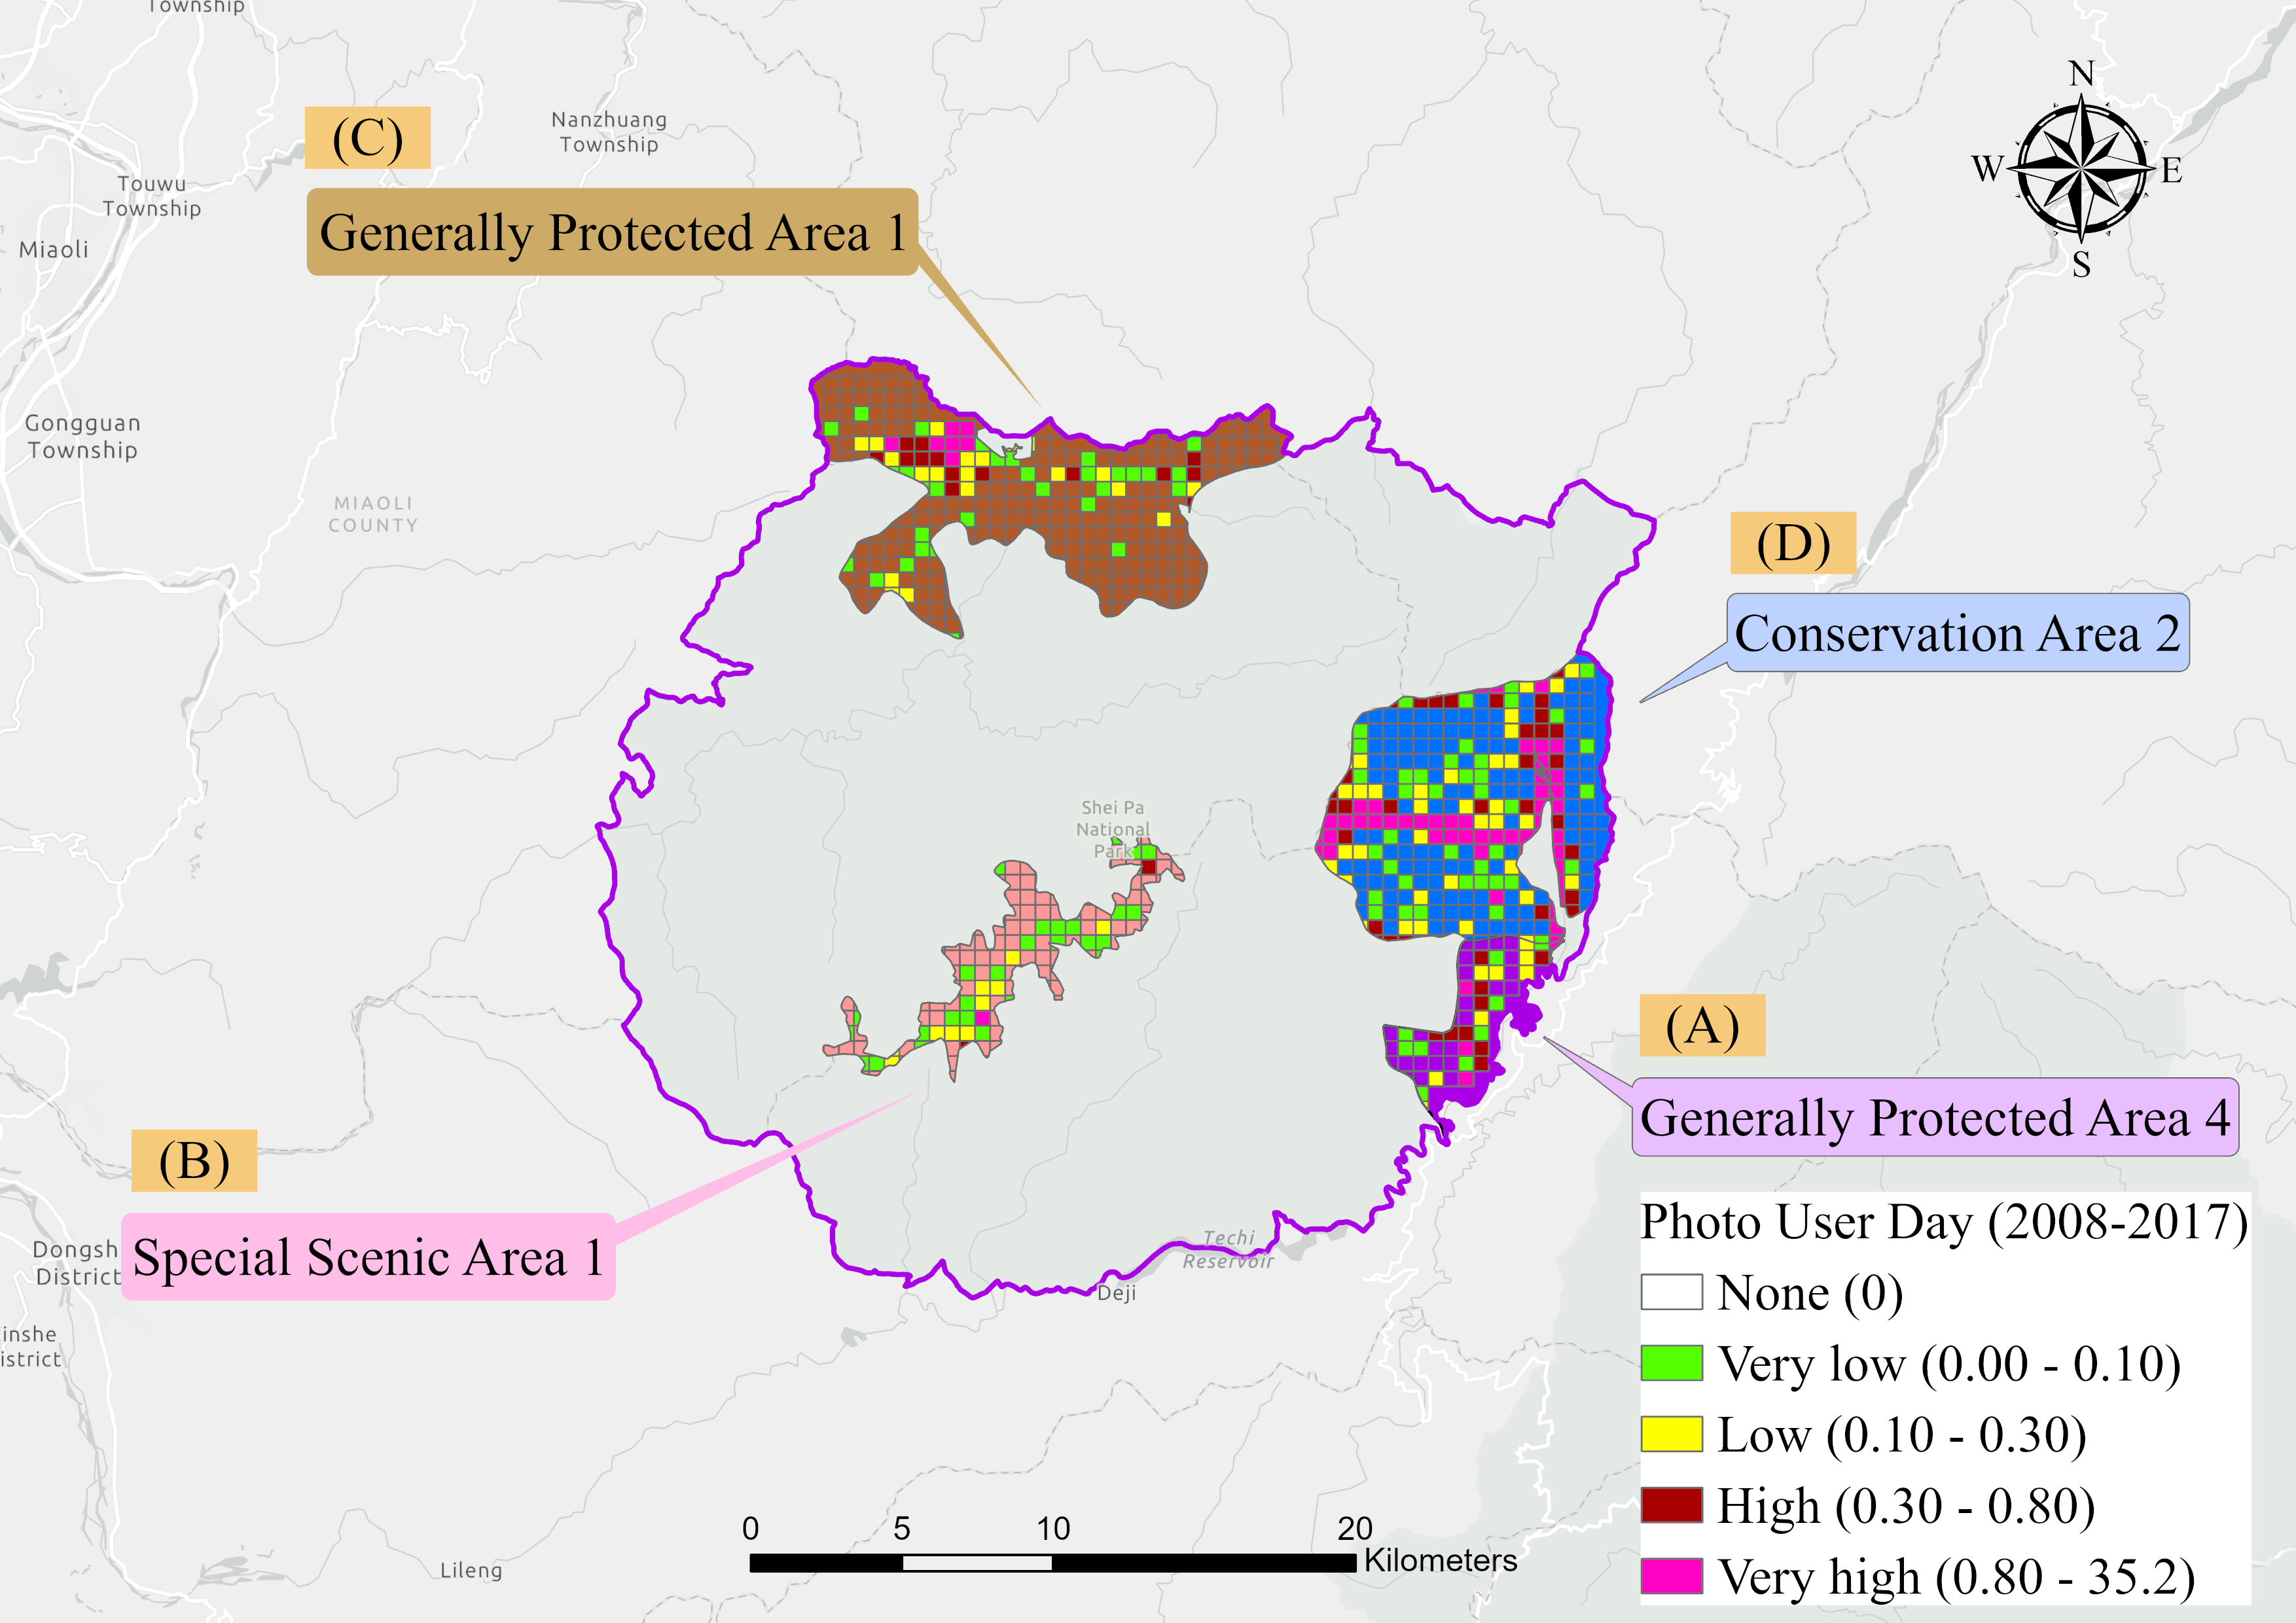 Township
Nanzhuang
Township
(C)
Touwu
Township
Generally Protected Area 1
Miaoli
N
W
E
S
Gongguan
Township
MIAOLI
COUNTY
(D)
Conservation Area 2
Shei Pa
National
Park
(A)
Generally Protected Area 4
(B)
Special Scenic Area 1
Dongsh
District
Techi
Reservoir
Deji
inshe
istrict
Photo User Day (2008-2017)
None (0)
Very low (0.00 - 0.10)
Low (0.10 - 0.30)
High (0.30 - 0.80)
Very high (0.80 - 35.2)
0 5 10 20
Kilometers
Lileng